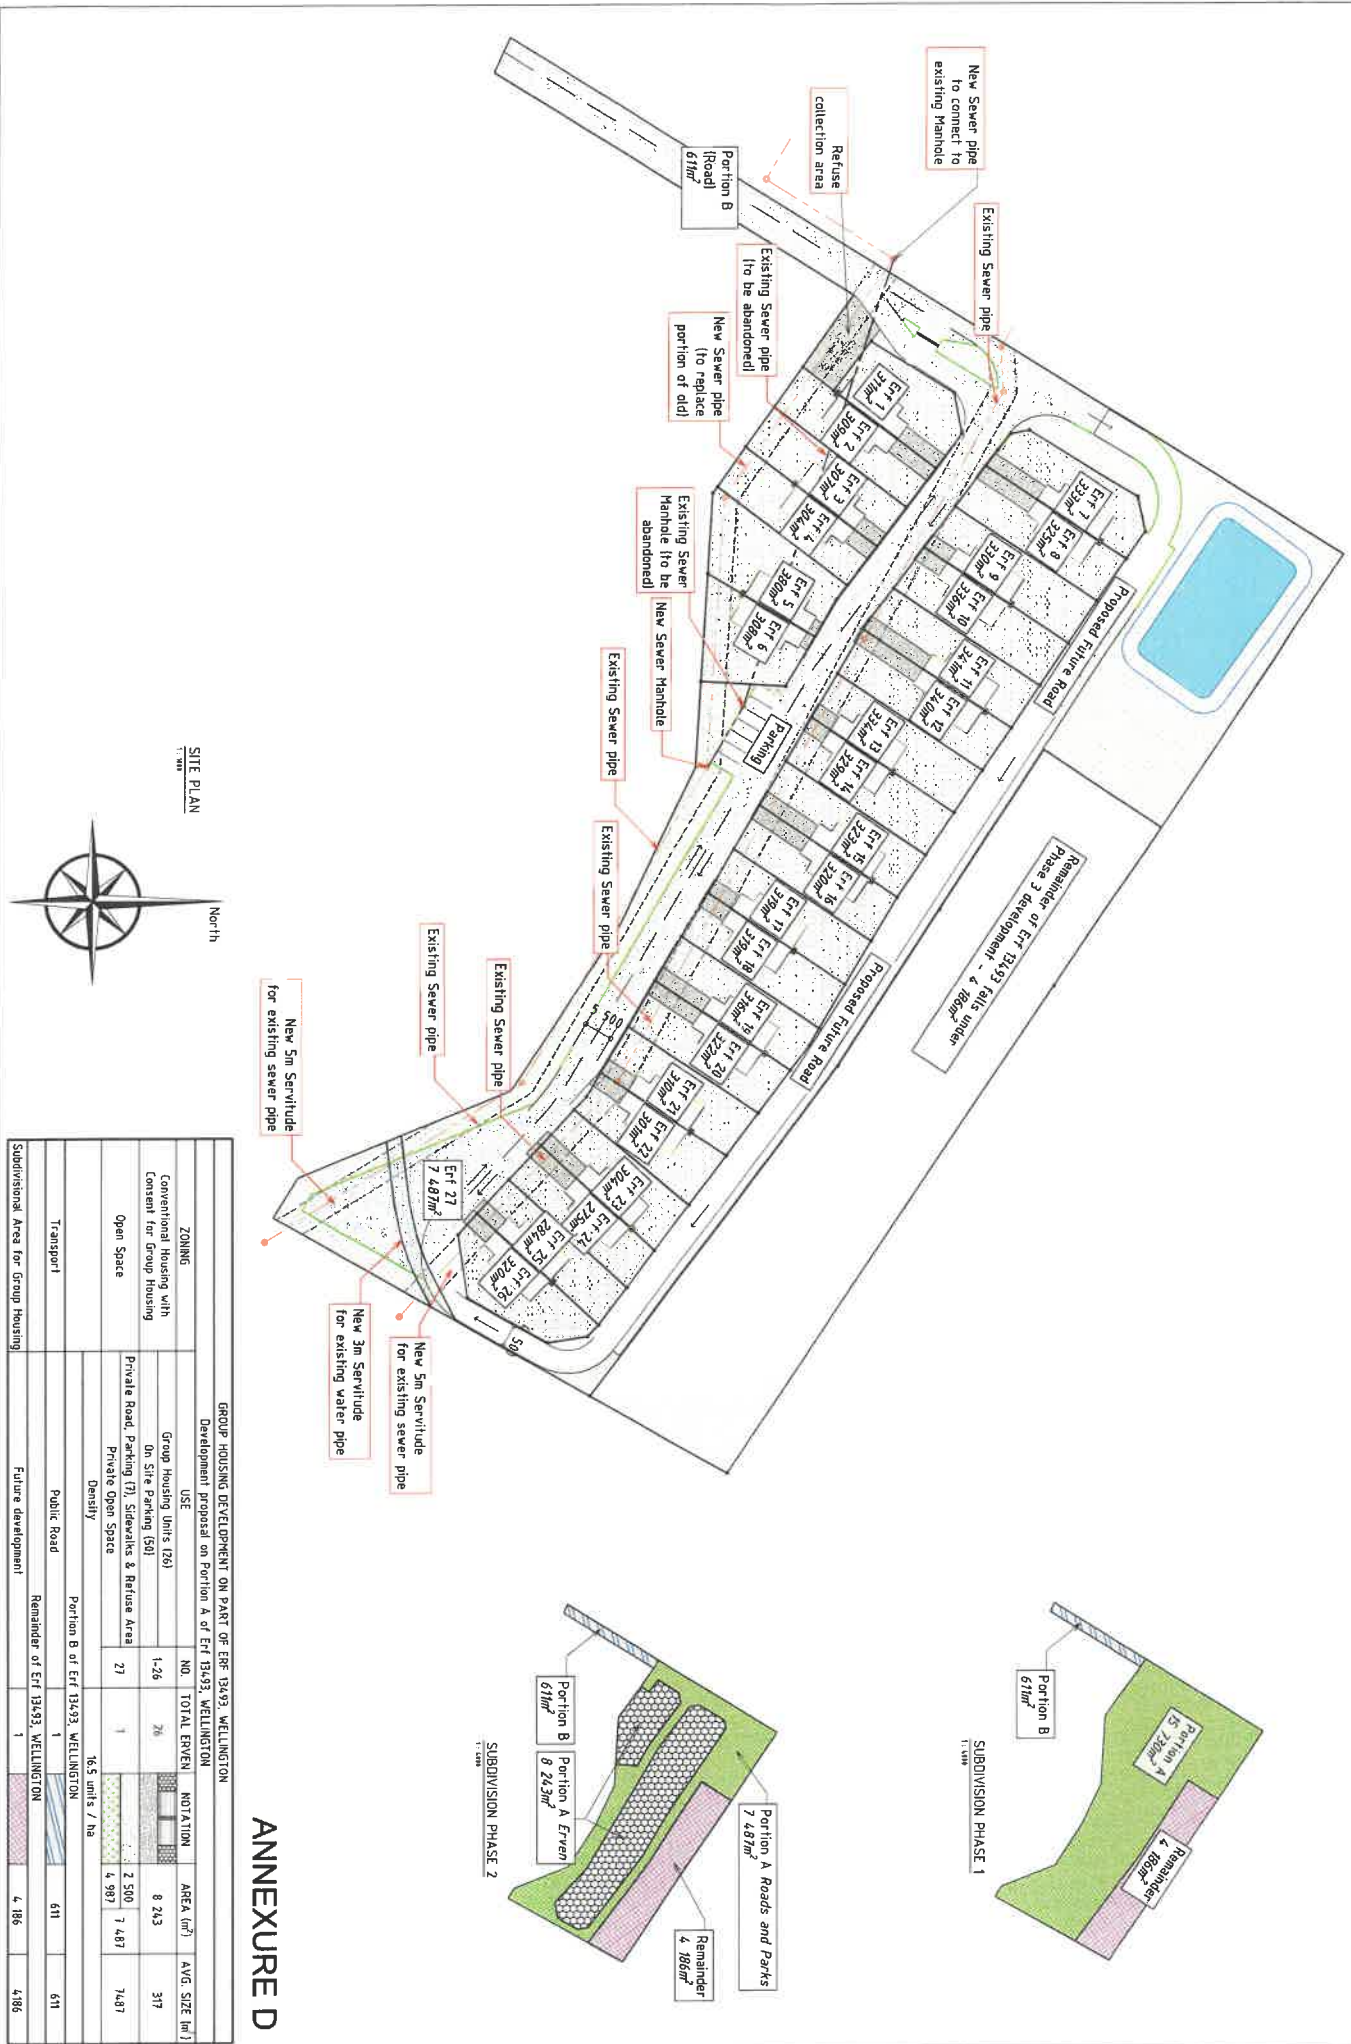 New Sewer pipe
to connect to
existing Manhole
Refuse
collection area
Existing Sewer pipe
Portion B
(Road)
611m²
Existing Sewer pipe
(to be abandoned)
New Sewer pipe
(to replace
portion of old)
Existing Sewer
Manhole (to be
abandoned)
New Sewer Manhole
Existing Sewer pipe
Existing Sewer pipe
Existing Sewer pipe
Existing Sewer pipe
New 5m Servitude
for existing sewer pipe
New 3m Servitude
for existing water pipe
New 5m Servitude
for existing sewer pipe
Erf 1
311m²
Erf 2
309m²
Erf 3
307m²
Erf 4
304m²
Erf 5
380m²
Erf 6
308m²
Erf 7
333m²
Erf 8
325m²
Erf 9
330m²
Erf 10
336m²
Erf 11
341m²
Erf 12
340m²
Erf 13
334m²
Erf 14
329m²
Erf 15
323m²
Erf 16
320m²
Erf 17
319m²
Erf 18
319m²
Erf 19
316m²
Erf 20
322m²
Erf 21
310m²
Erf 22
301m²
Erf 23
304m²
Erf 24
275m²
Erf 25
284m²
Erf 26
320m²
Erf 27
7 487m²
Parking
5 500
Proposed Future Road
Proposed Future Road
Remainder of Erf 13493 falls under
Phase 3 development - 4 186m²
SITE PLAN
North
Portion A
15 730m²
Remainder
4 186m²
Portion B
611m²
SUBDIVISION PHASE 1
Portion A Roads and Parks
7 487m²
Remainder
4 186m²
Portion B
611m²
Portion A Erven
8 243m²
SUBDIVISION PHASE 2
ANNEXURE D
GROUP HOUSING DEVELOPMENT ON PART OF ERF 13493, WELLINGTON
Development proposal on Portion A of Erf 13493, WELLINGTON
ZONING USE NO. TOTAL ERVEN NOTATION AREA (m²) AVG. SIZE (m²)
Conventional Housing with
Consent for Group Housing
Group Housing Units (26)
On Site Parking (50)
1-26 26 8 243 317
Open Space
Private Road, Parking (7), Sidewalks & Refuse Area
Private Open Space
27 1
2 500
4 987
7 487 7487
Density 16.5 units / ha
Portion B of Erf 13493, WELLINGTON
Transport Public Road 1 611 611
Remainder of Erf 13493, WELLINGTON
Subdivisional Area for Group Housing Future development 1 4 186 4186